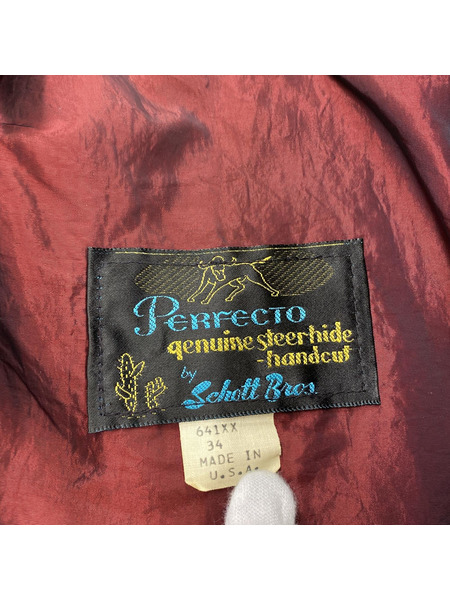 PERFECTO
genuine steerhide
-handcut
by
Schott Bros.
641XX
34
MADE IN
U.S.A.